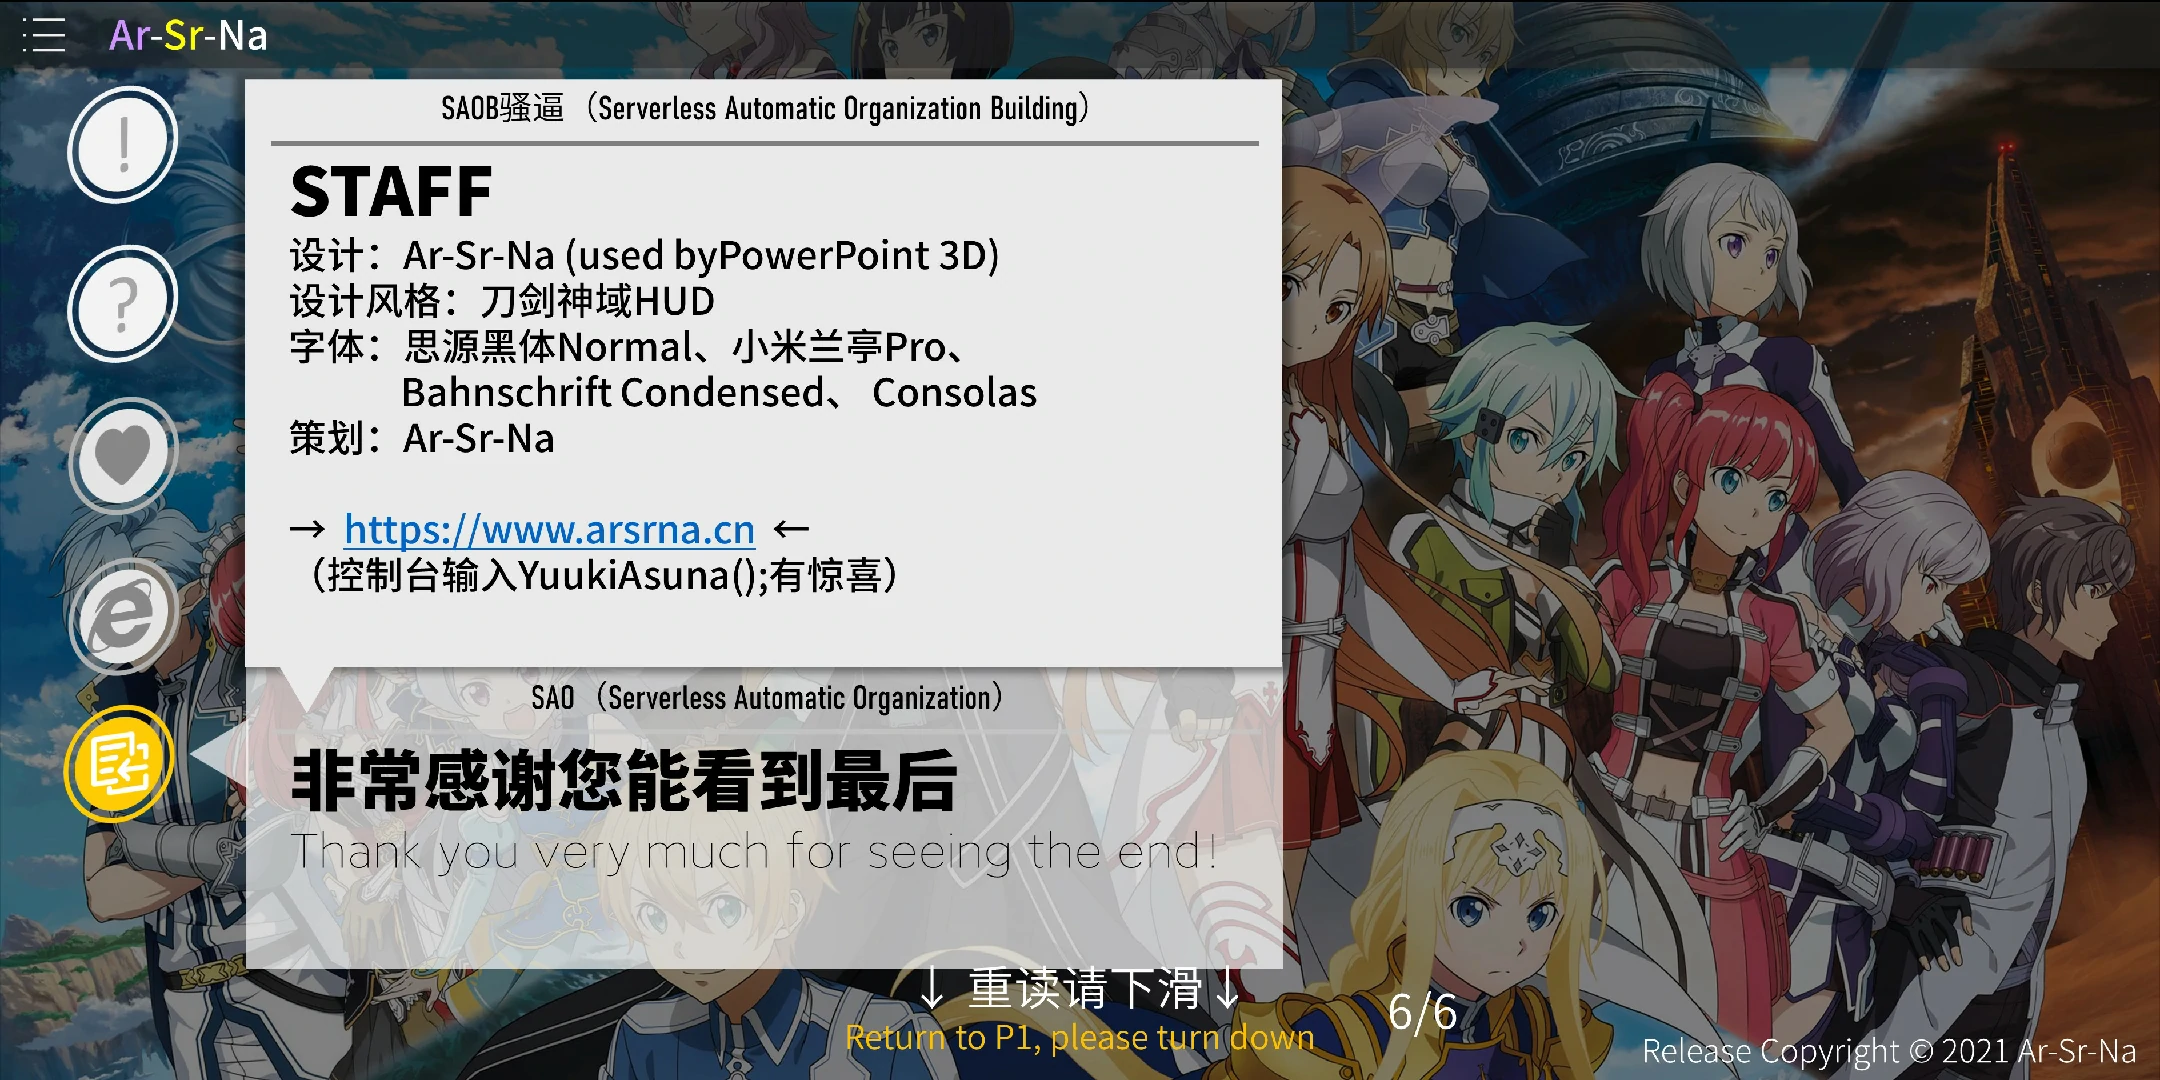 Ar-Sr-Na
SAOB骚逼（Serverless Automatic Organization Building）
STAFF
设计：Ar-Sr-Na (used byPowerPoint 3D)
设计风格：刀剑神域HUD
字体：思源黑体Normal、小米兰亭Pro、
Bahnschrift Condensed、 Consolas
策划：Ar-Sr-Na
→ https://www.arsrna.cn ←
（控制台输入YuukiAsuna();有惊喜）
SAO（Serverless Automatic Organization）
非常感谢您能看到最后
Thank you very much for seeing the end!
↓ 重读请下滑↓
Return to P1, please turn down
6/6
Release Copyright © 2021 Ar-Sr-Na